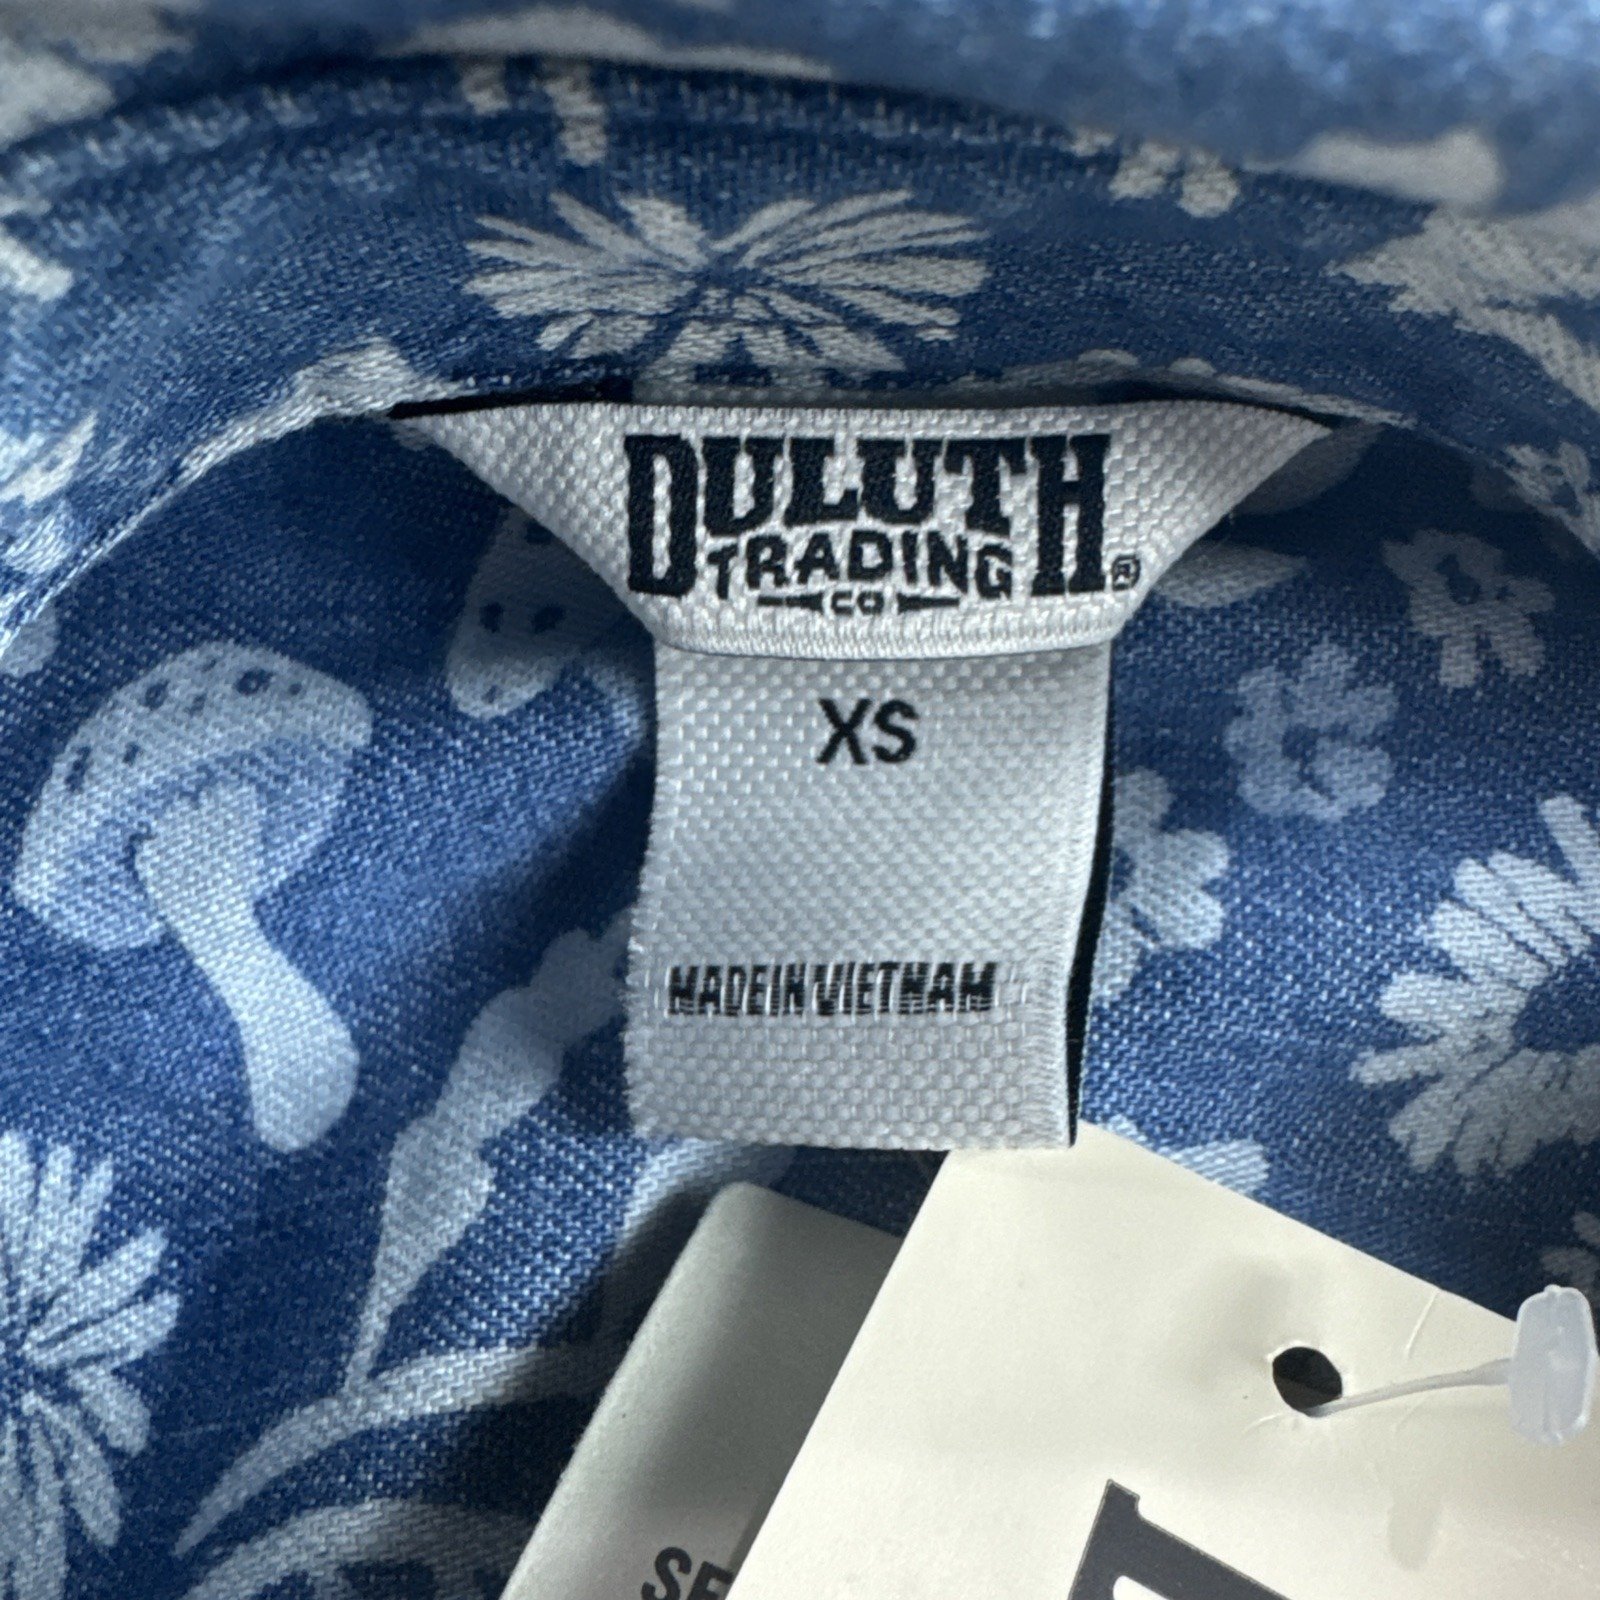 DULUTH
TRADING
CO
®
XS
MADE IN VIETNAM